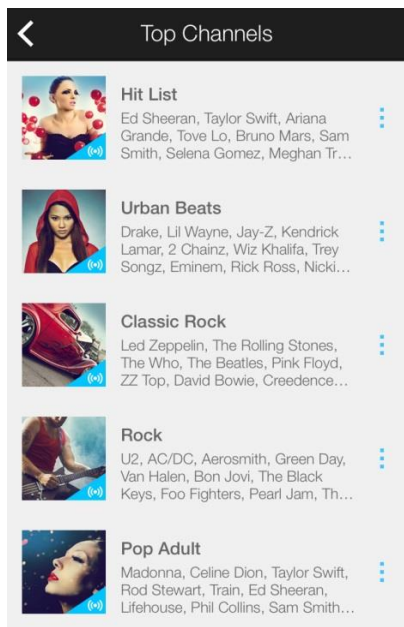 Top Channels
Hit List
Ed Sheeran, Taylor Swift, Ariana
Grande, Tove Lo, Bruno Mars, Sam
Smith, Selena Gomez, Meghan Tr...
Urban Beats
Drake, Lil Wayne, Jay-Z, Kendrick
Lamar, 2 Chainz, Wiz Khalifa, Trey
Songz, Eminem, Rick Ross, Nicki...
Classic Rock
Led Zeppelin, The Rolling Stones,
The Who, The Beatles, Pink Floyd,
ZZ Top, David Bowie, Creedence...
Rock
U2, AC/DC, Aerosmith, Green Day,
Van Halen, Bon Jovi, The Black
Keys, Foo Fighters, Pearl Jam, Th...
Pop Adult
Madonna, Celine Dion, Taylor Swift,
Rod Stewart, Train, Ed Sheeran,
Lifehouse, Phil Collins, Sam Smith...